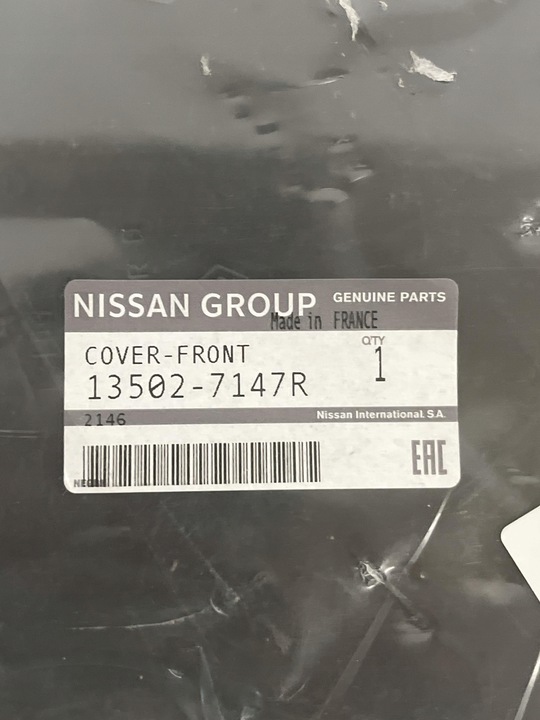 NISSAN GROUP GENUINE PARTS
Made in FRANCE
COVER-FRONT
QTY
1
13502-7147R
2146 Nissan International. S.A.
EAC